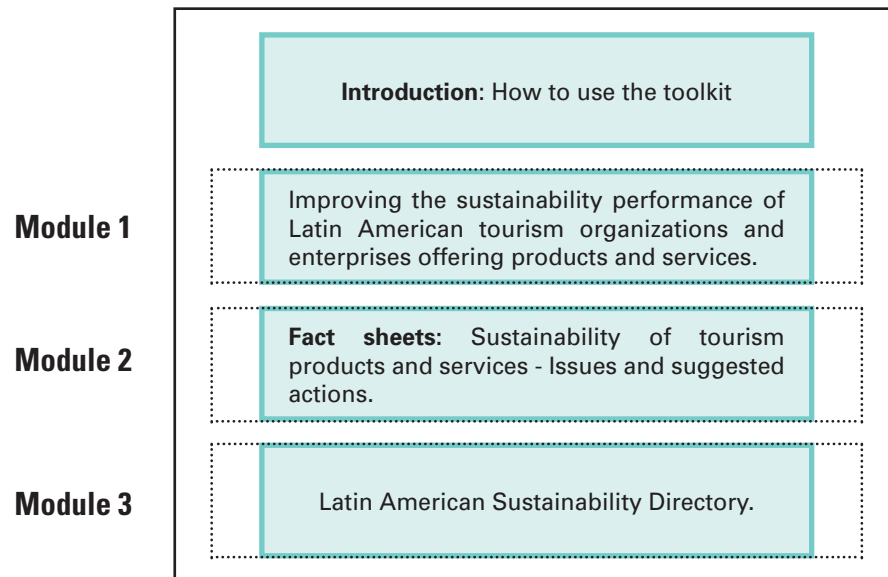 Introduction: How to use the toolkit
Module 1
Improving the sustainability performance of
Latin American tourism organizations and
enterprises offering products and services.
Module 2
Fact sheets: Sustainability of tourism
products and services - Issues and suggested
actions.
Module 3
Latin American Sustainability Directory.